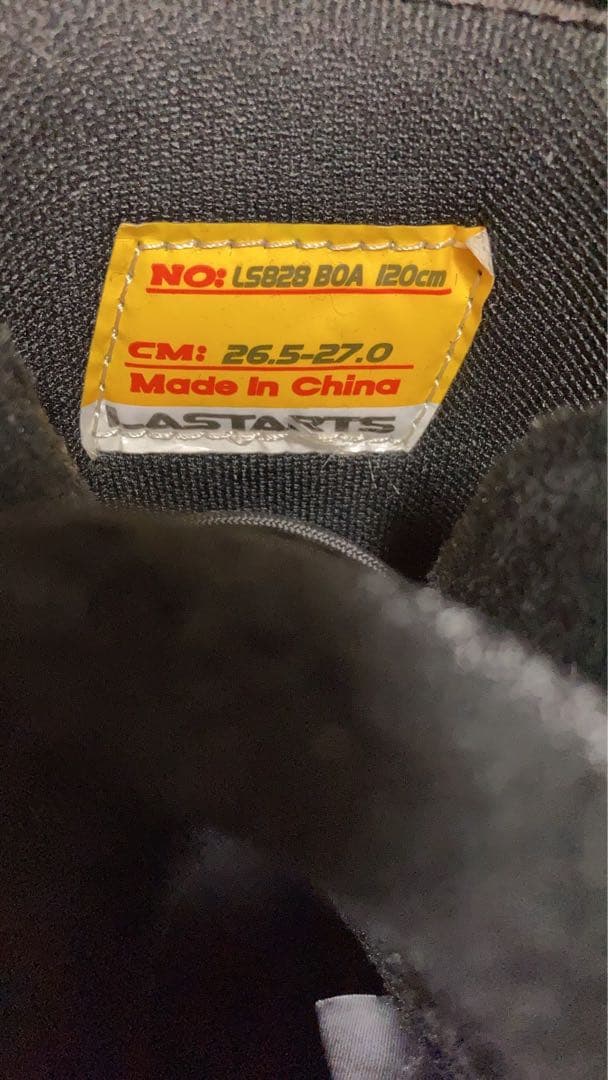 NO: LS828 BOA 120cm
CM: 26.5-27.0
Made In China
LASTARTS